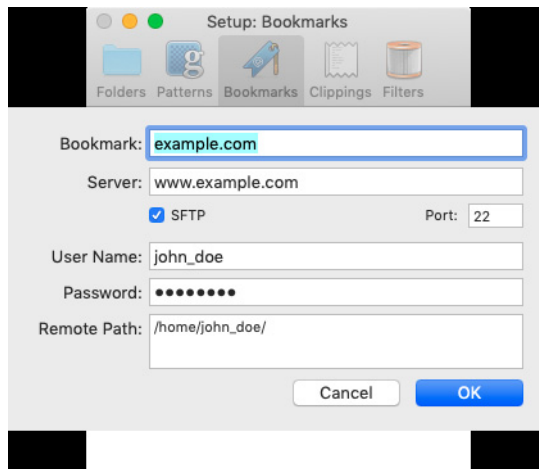 Setup: Bookmarks
g
Folders Patterns Bookmarks Clippings Filters
Bookmark: example.com
Server: www.example.com
SFTP Port: 22
User Name: john_doe
Password: ••••••••
Remote Path: /home/john_doe/
Cancel OK